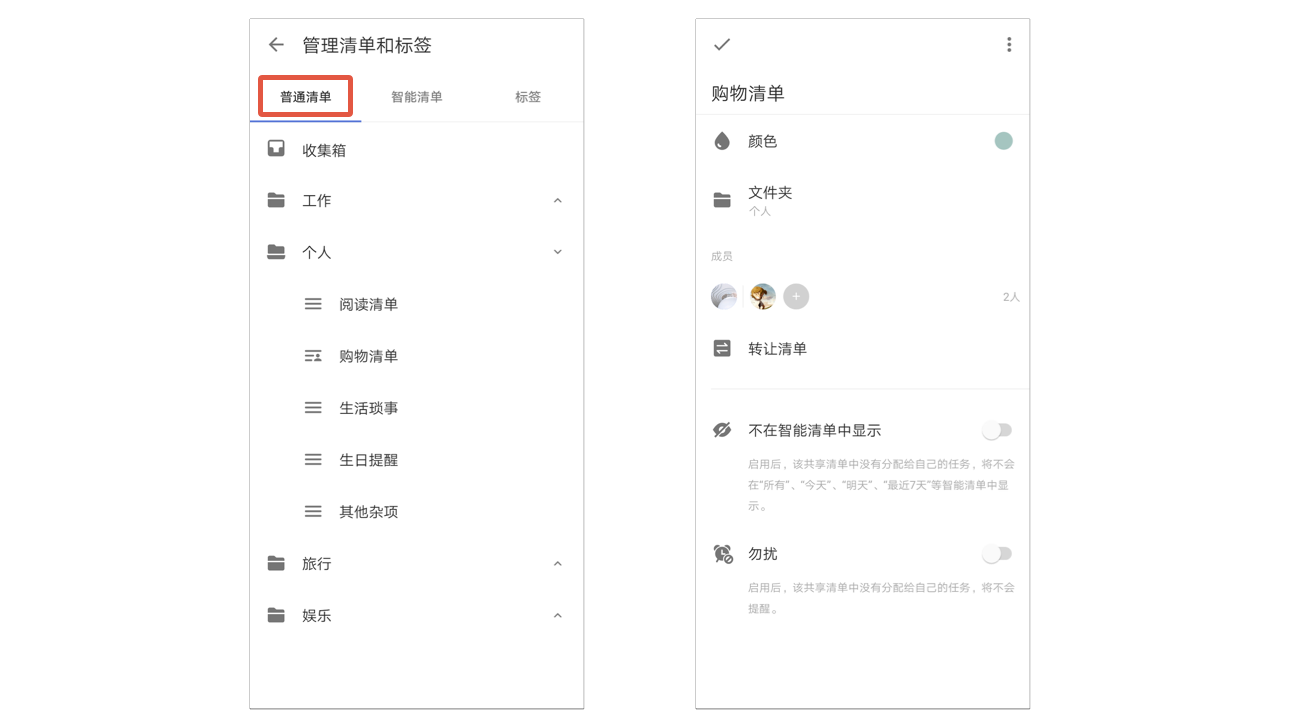 管理清单和标签
普通清单
智能清单
标签
收集箱
工作
个人
阅读清单
购物清单
生活琐事
生日提醒
其他杂项
旅行
娱乐
购物清单
颜色
文件夹
个人
成员
2人
转让清单
不在智能清单中显示
启用后，该共享清单中没有分配给自己的任务，将不会
在“所有”、“今天”、“明天”、“最近7天”等智能清单中显
示。
勿扰
启用后，该共享清单中没有分配给自己的任务，将不会
提醒。